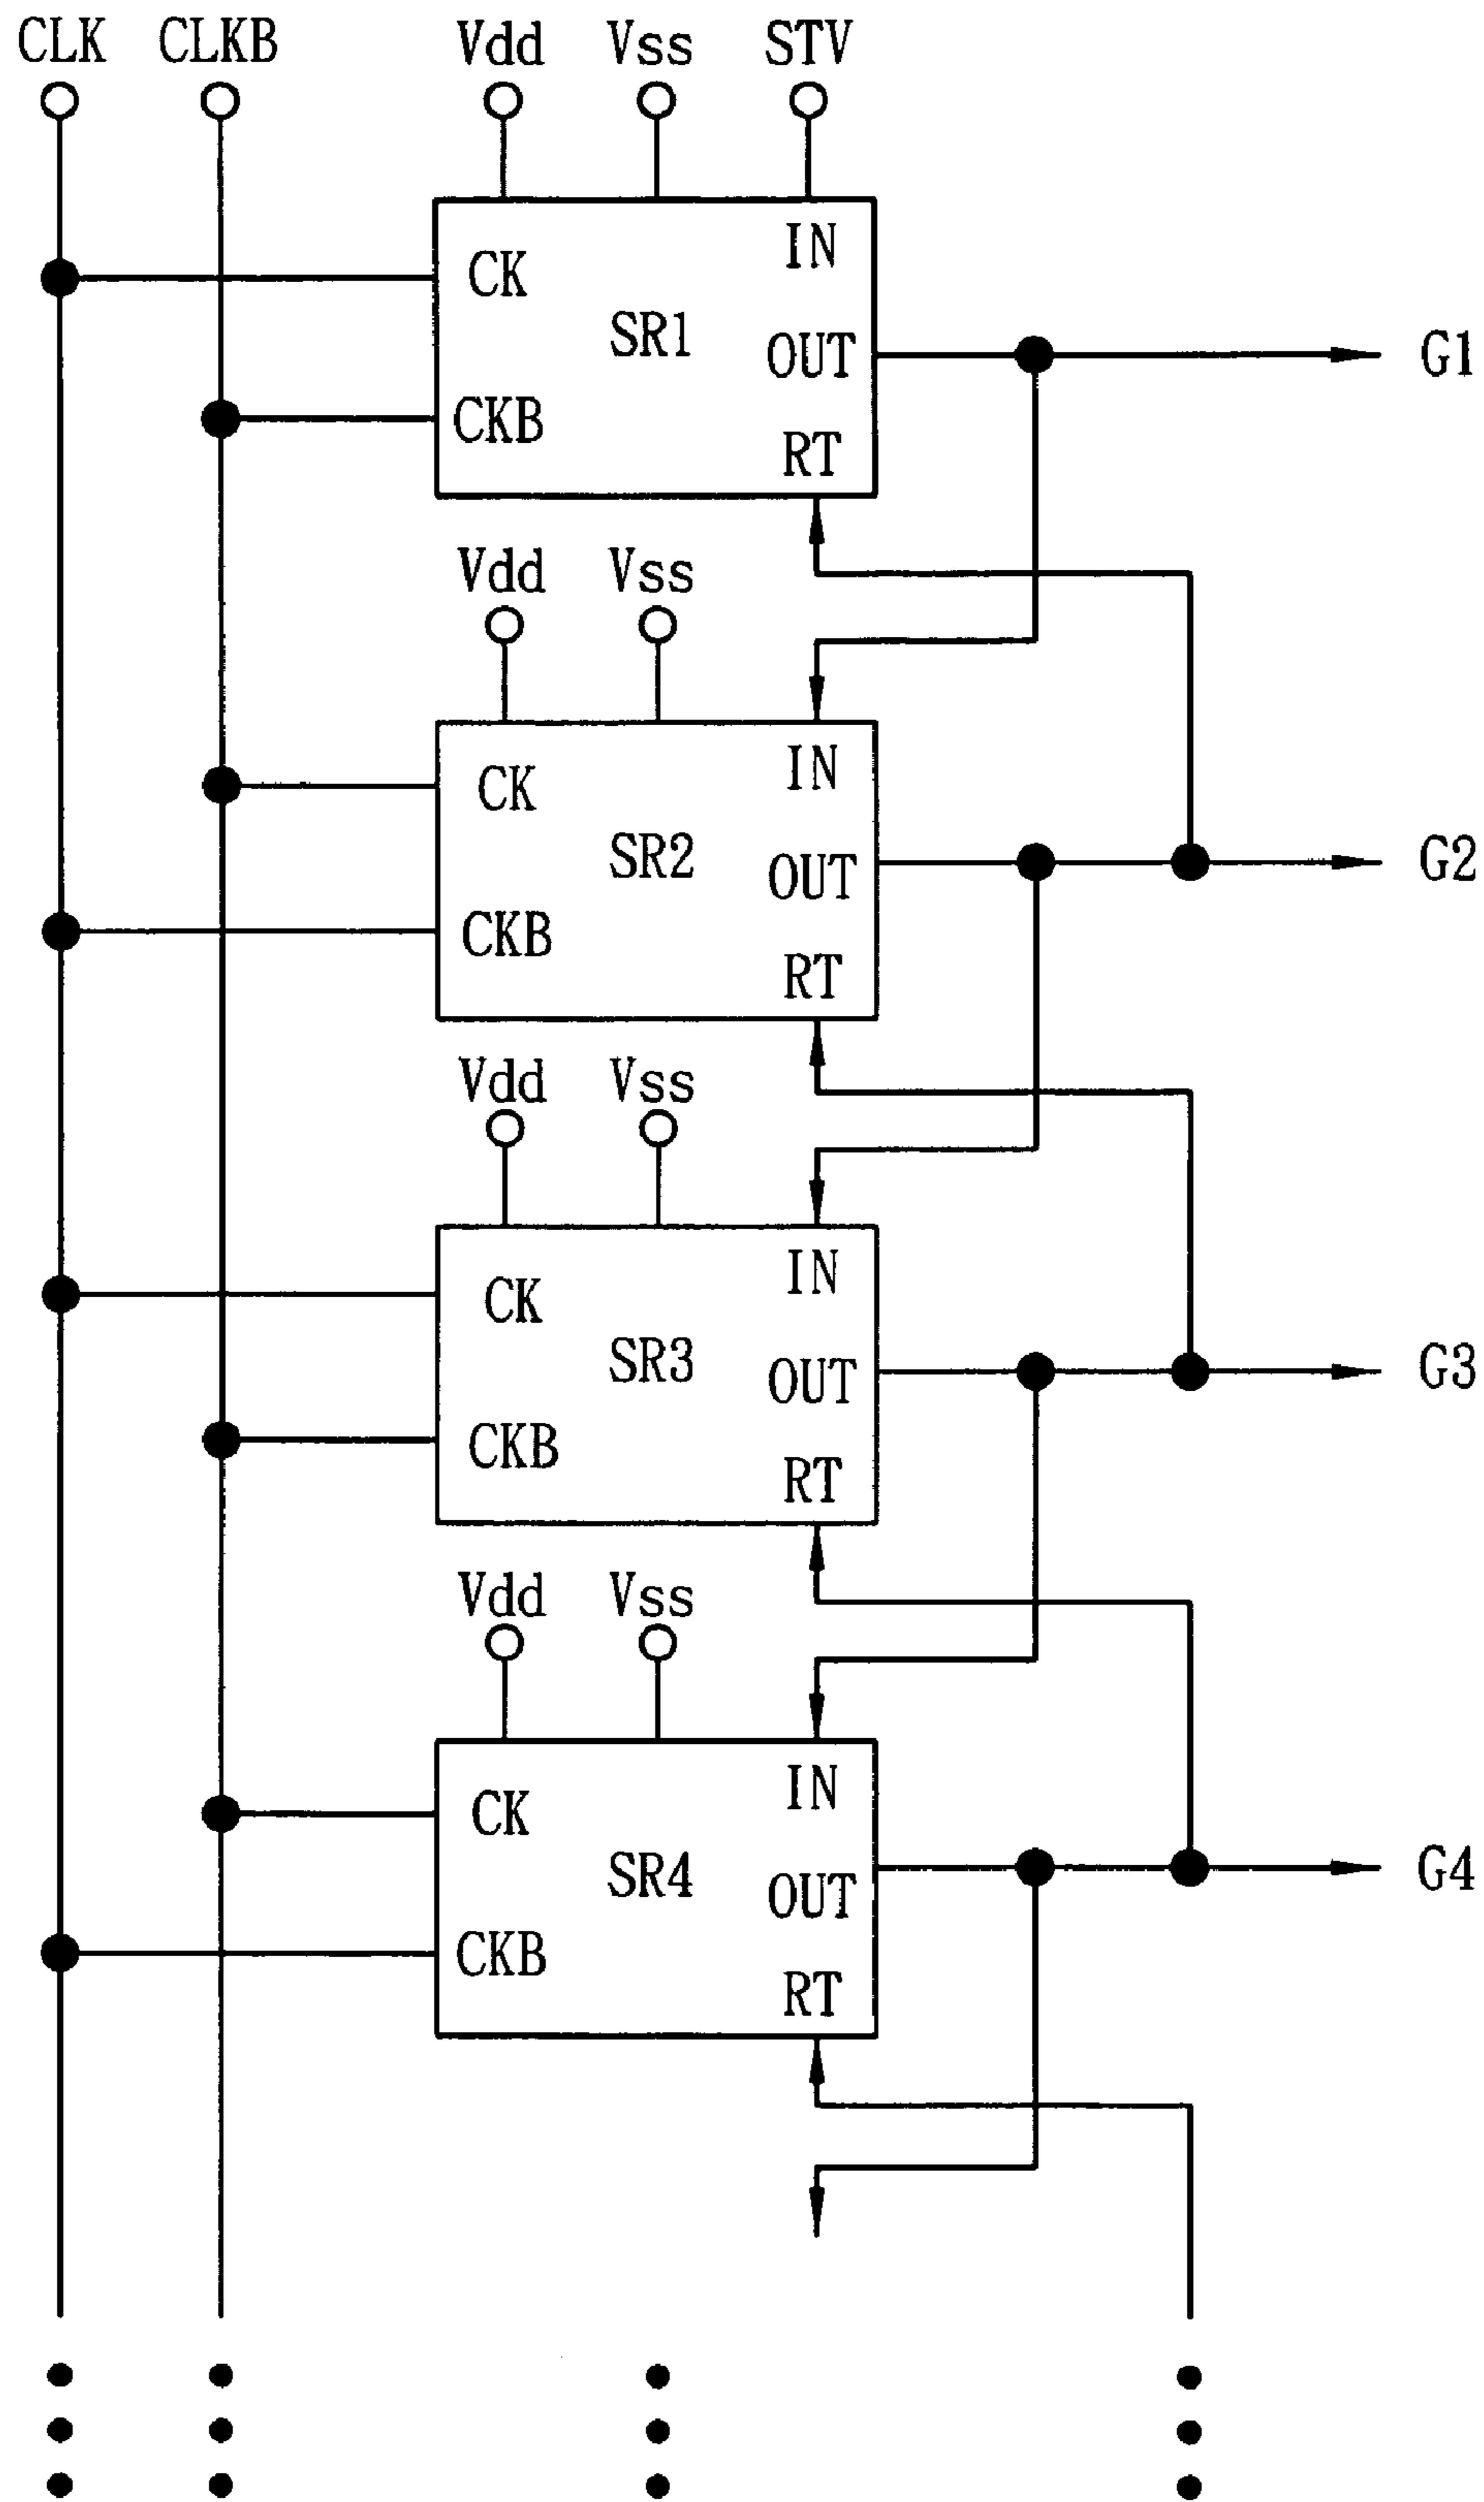 CLK CLKB Vdd Vss STV
IN
CK
SR1
OUT
G1
CKB
RT
Vdd Vss
IN
CK
SR2
OUT
G2
CKB
RT
Vdd Vss
IN
CK
SR3
OUT
G3
CKB
RT
Vdd Vss
IN
CK
SR4
OUT
G4
CKB
RT